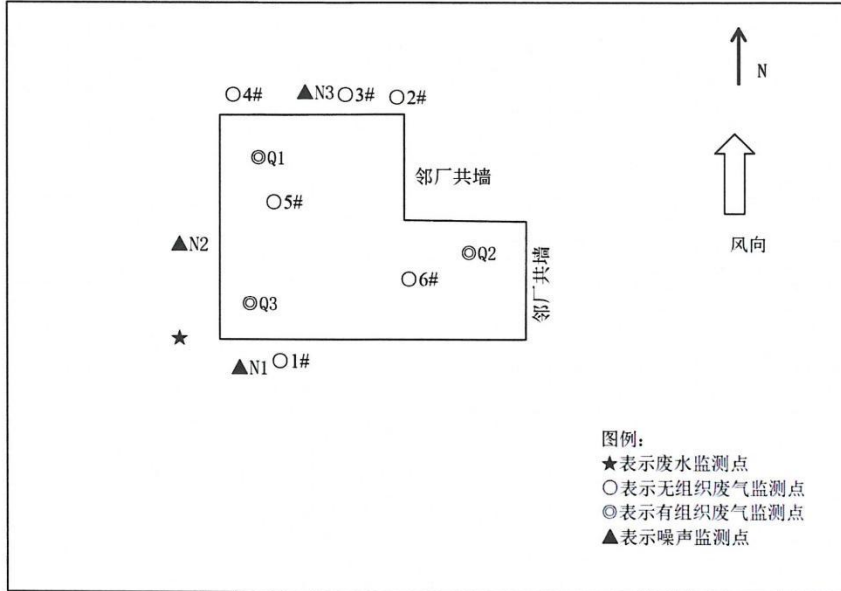 N
○4# ▲N3 ○3# ○2#
◎Q1
邻厂共墙
○5#
风向
▲N2
◎Q2
邻厂共墙
○6#
◎Q3
★
▲N1 ○1#
图例：
★表示废水监测点
○表示无组织废气监测点
◎表示有组织废气监测点
▲表示噪声监测点